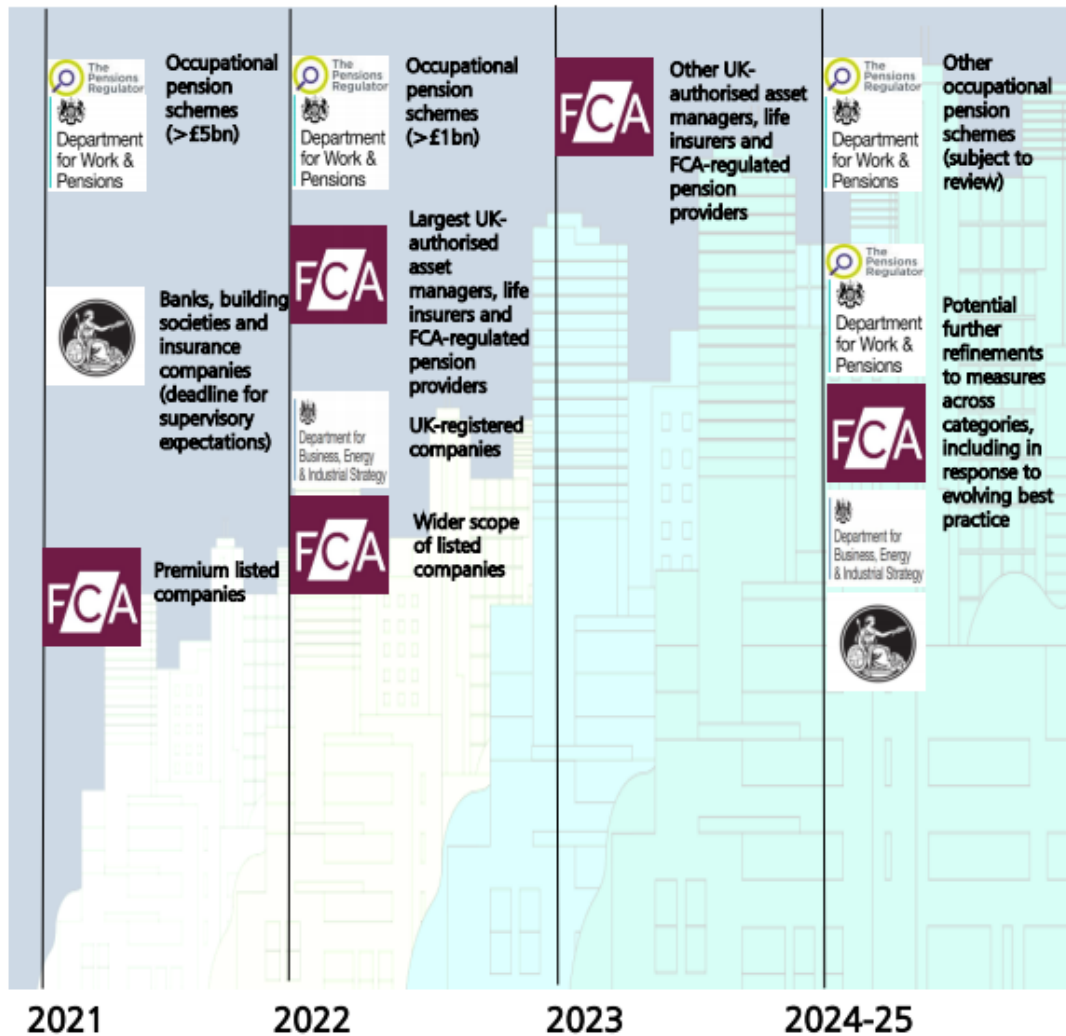 The
Pensions
Regulator
Department
for Work &
Pensions
Occupational
pension
schemes
(>£5bn)
Banks, building
societies and
insurance
companies
(deadline for
supervisory
expectations)
FCA
Premium listed
companies
The
Pensions
Regulator
Department
for Work &
Pensions
Occupational
pension
schemes
(>£1bn)
FCA
Largest UK-
authorised
asset
managers, life
insurers and
FCA-regulated
pension
providers
Department for
Business, Energy
& Industrial Strategy
UK-registered
companies
FCA
Wider scope
of listed
companies
FCA
Other UK-
authorised asset
managers, life
insurers and
FCA-regulated
pension
providers
The
Pensions
Regulator
Department
for Work &
Pensions
Other
occupational
pension
schemes
(subject to
review)
The
Pensions
Regulator
Department
for Work &
Pensions
FCA
Department for
Business, Energy
& Industrial Strategy
Potential
further
refinements
to measures
across
categories,
including in
response to
evolving best
practice
2021
2022
2023
2024-25